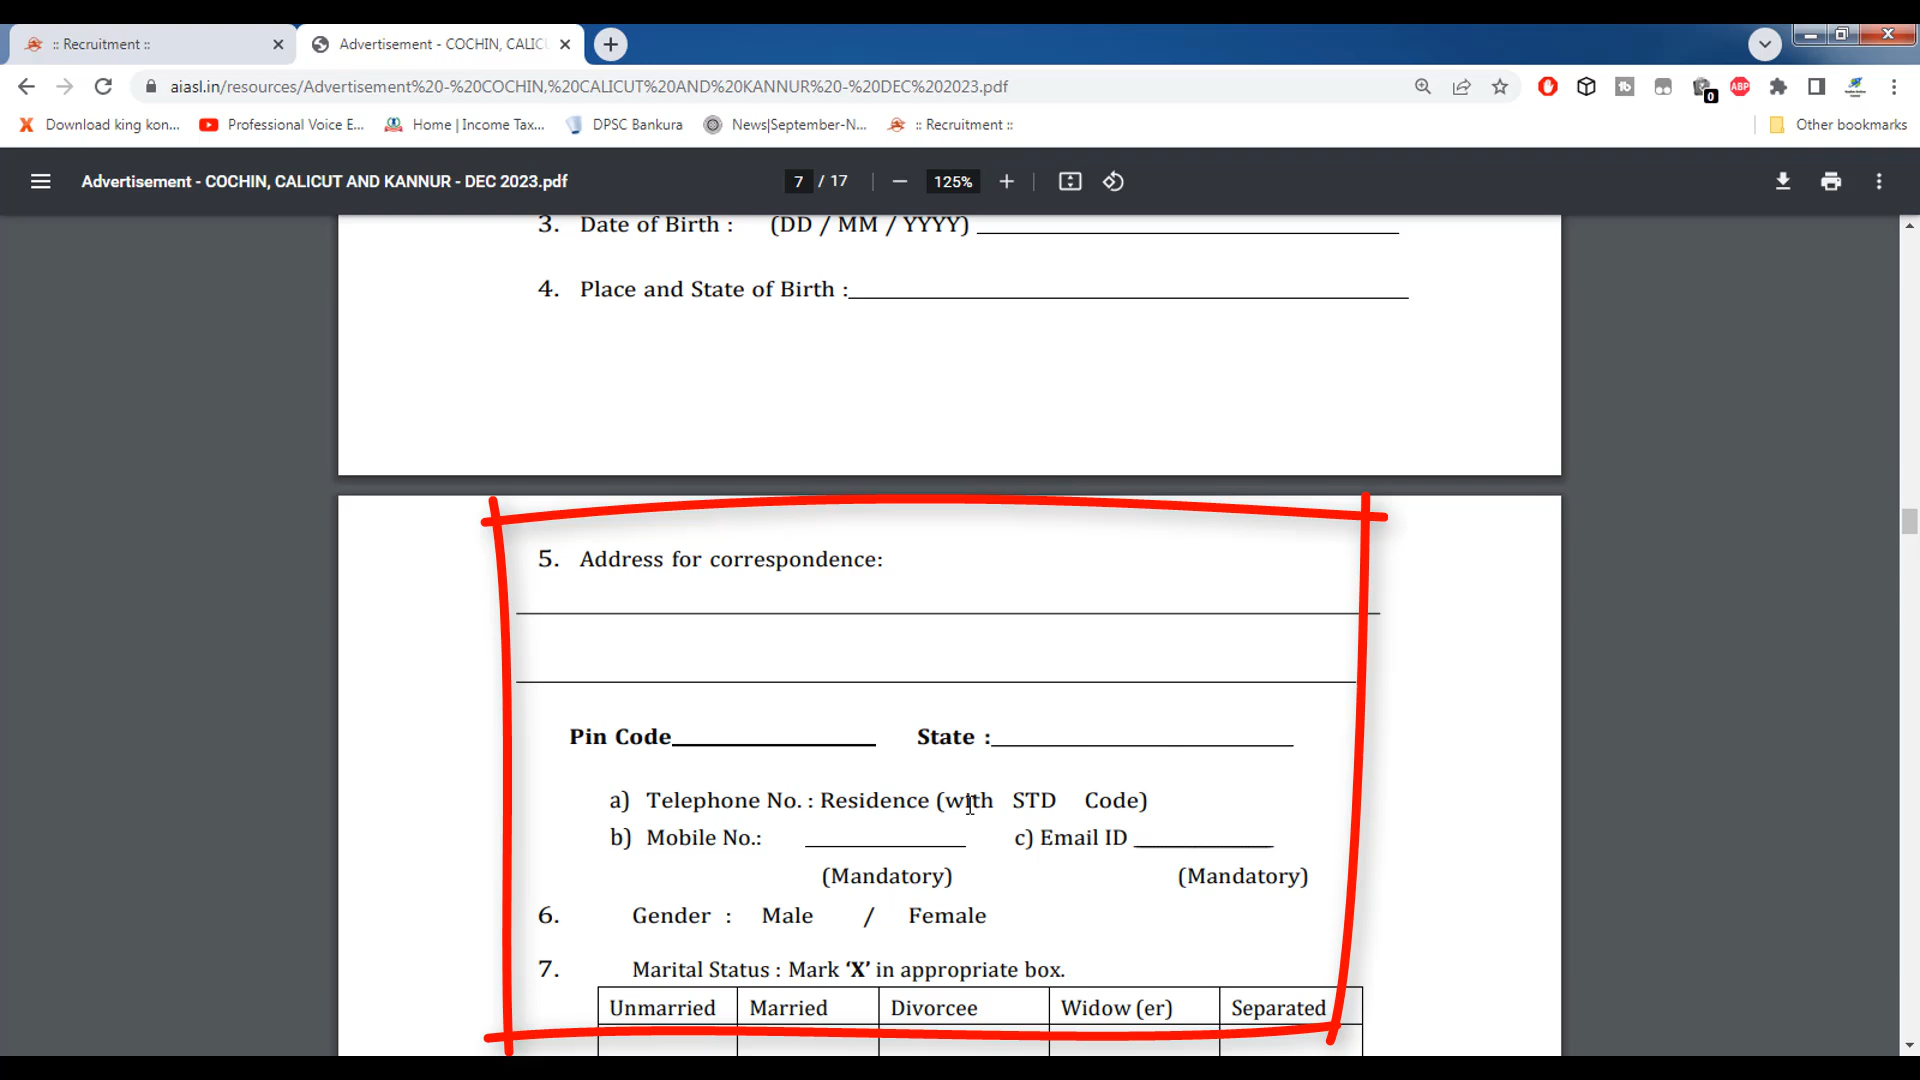 :: Recruitment ::
Advertisement - COCHIN, CALIC
aiasl.in/resources/Advertisement%20-%20COCHIN,%20CALICUT%20AND%20KANNUR%20-%20DEC%202023.pdf
0
ABP
Download king kon...
Professional Voice E...
Home | Income Tax...
DPSC Bankura
News|September-N...
:: Recruitment ::
Other bookmarks
Advertisement - COCHIN, CALICUT AND KANNUR - DEC 2023.pdf
7 / 17
125%
3. Date of Birth : (DD / MM / YYYY)
4. Place and State of Birth :
5. Address for correspondence:
Pin Code State :
a) Telephone No. : Residence (with STD Code)
b) Mobile No.: c) Email ID
(Mandatory) (Mandatory)
6. Gender : Male / Female
7. Marital Status : Mark ‘X’ in appropriate box.
Unmarried Married Divorcee Widow (er) Separated